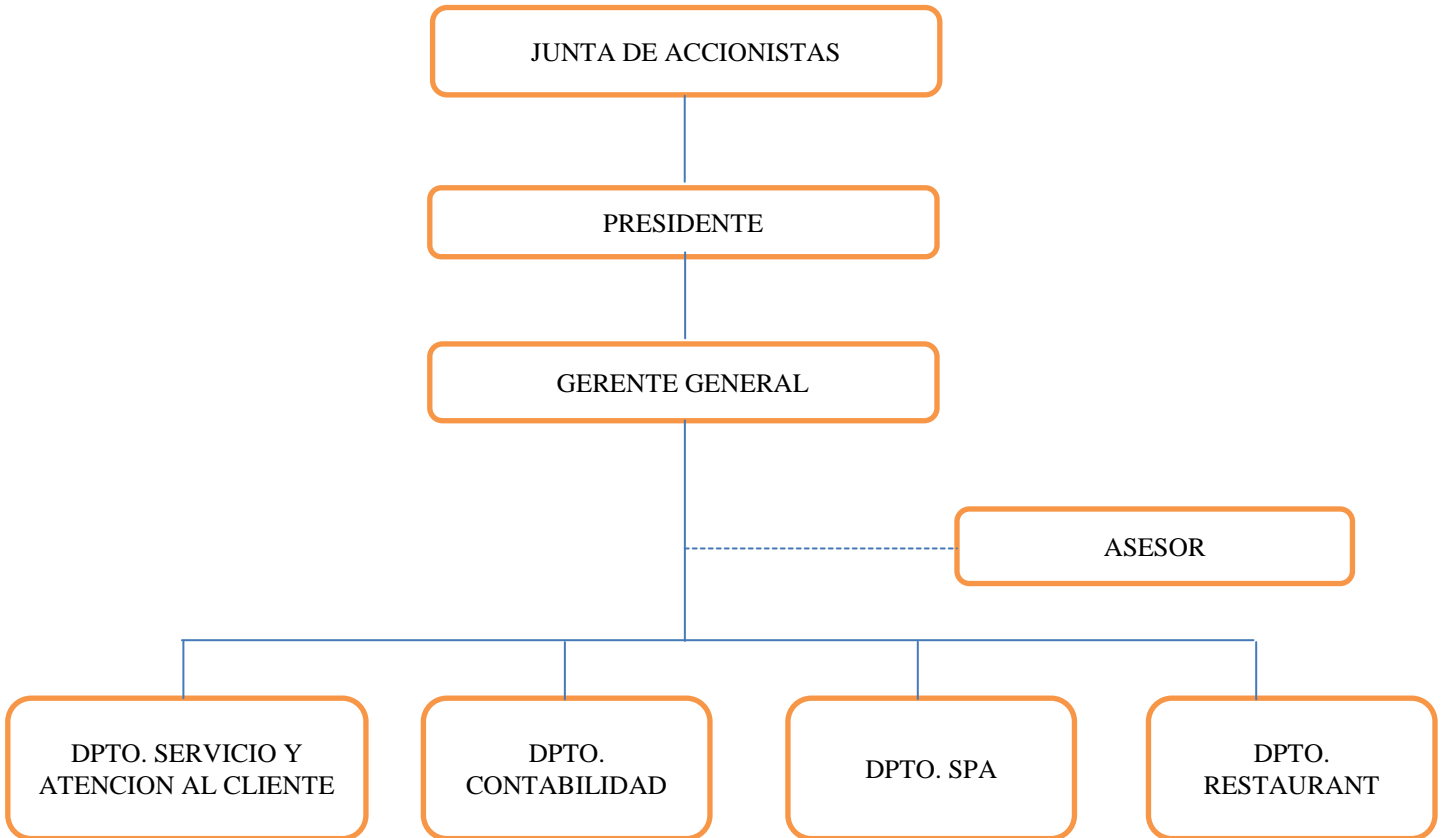 JUNTA DE ACCIONISTAS
PRESIDENTE
GERENTE GENERAL
ASESOR
DPTO. SERVICIO Y
ATENCION AL CLIENTE
DPTO.
CONTABILIDAD
DPTO. SPA
DPTO.
RESTAURANT